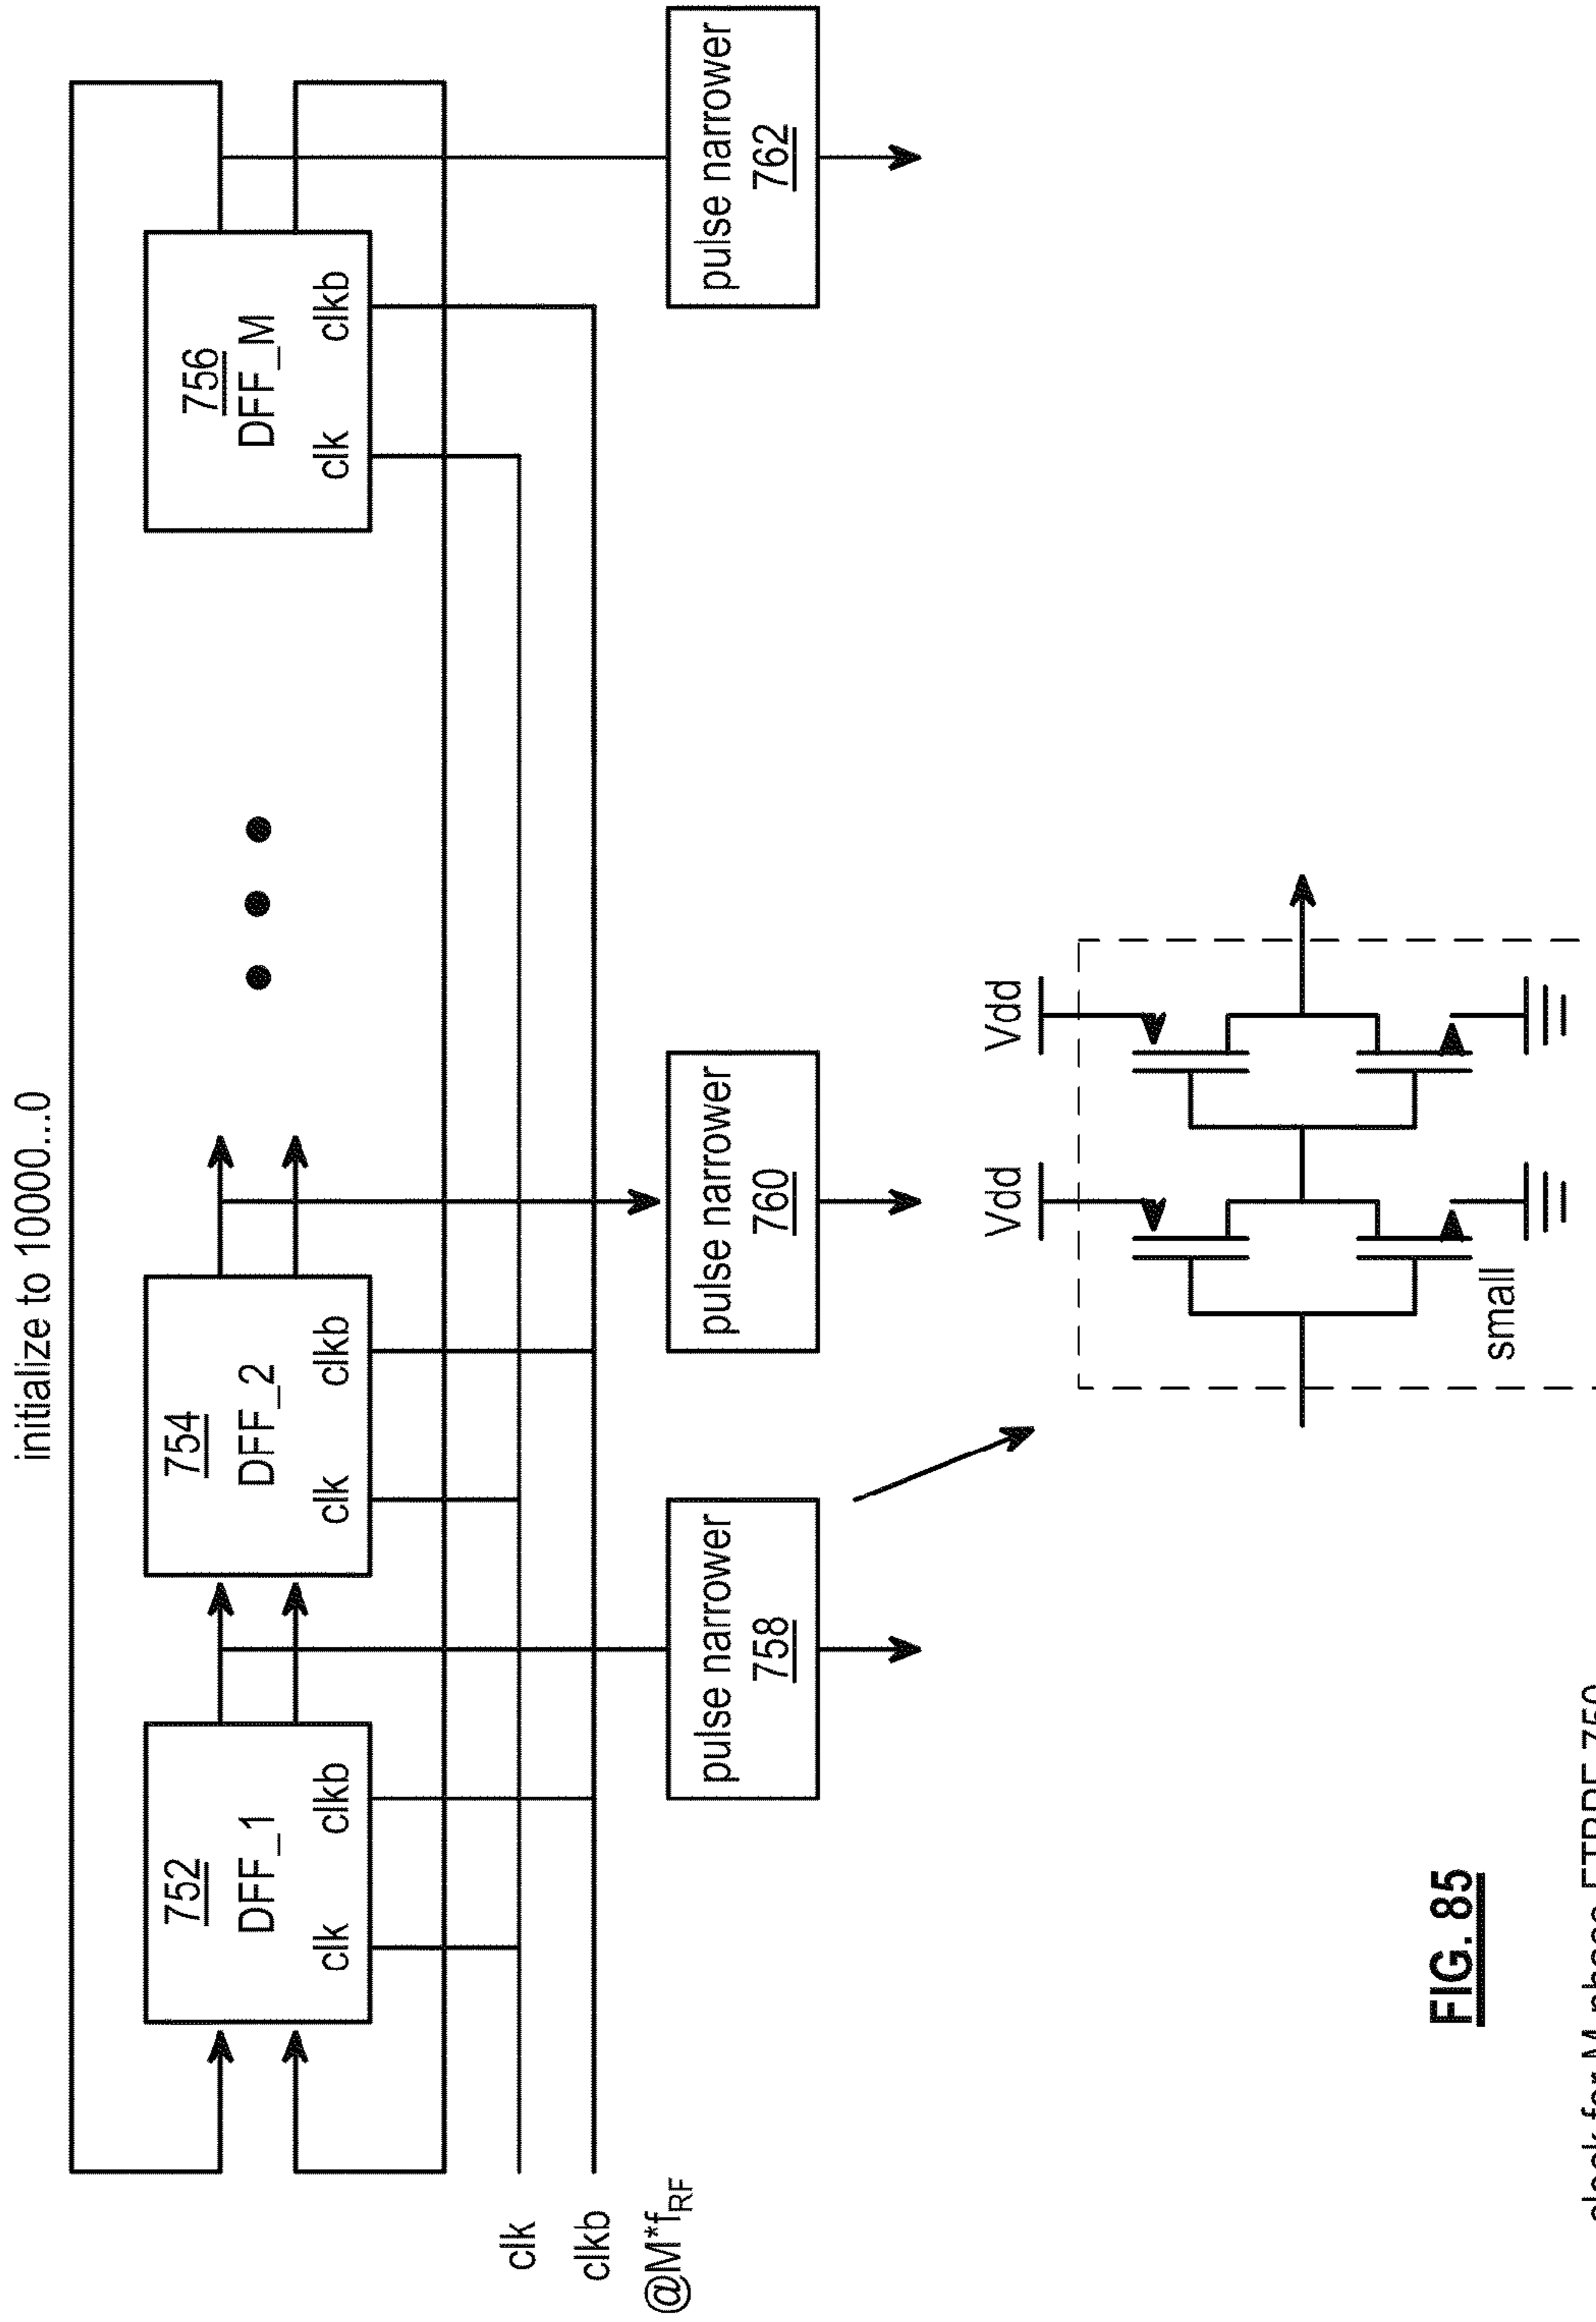 initialize to 10000...0
752
DFF_1
clk
clkb
754
DFF_2
clk
clkb
756
DFF_M
clk
clkb
clk
clkb
@M*fRF
pulse narrower
758
pulse narrower
760
pulse narrower
762
Vdd
Vdd
small
FIG. 85